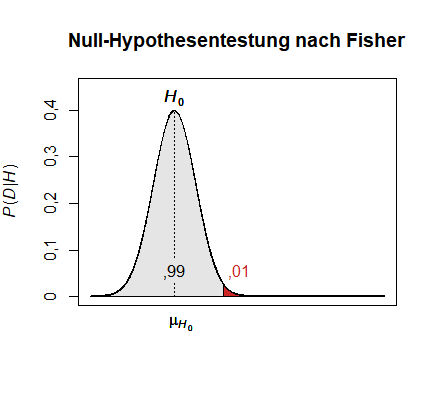 Null-Hypothesentestung nach Fisher
H₀
P(D|H)
0,4
0,3
0,2
0,1
0
,99
,01
μH₀